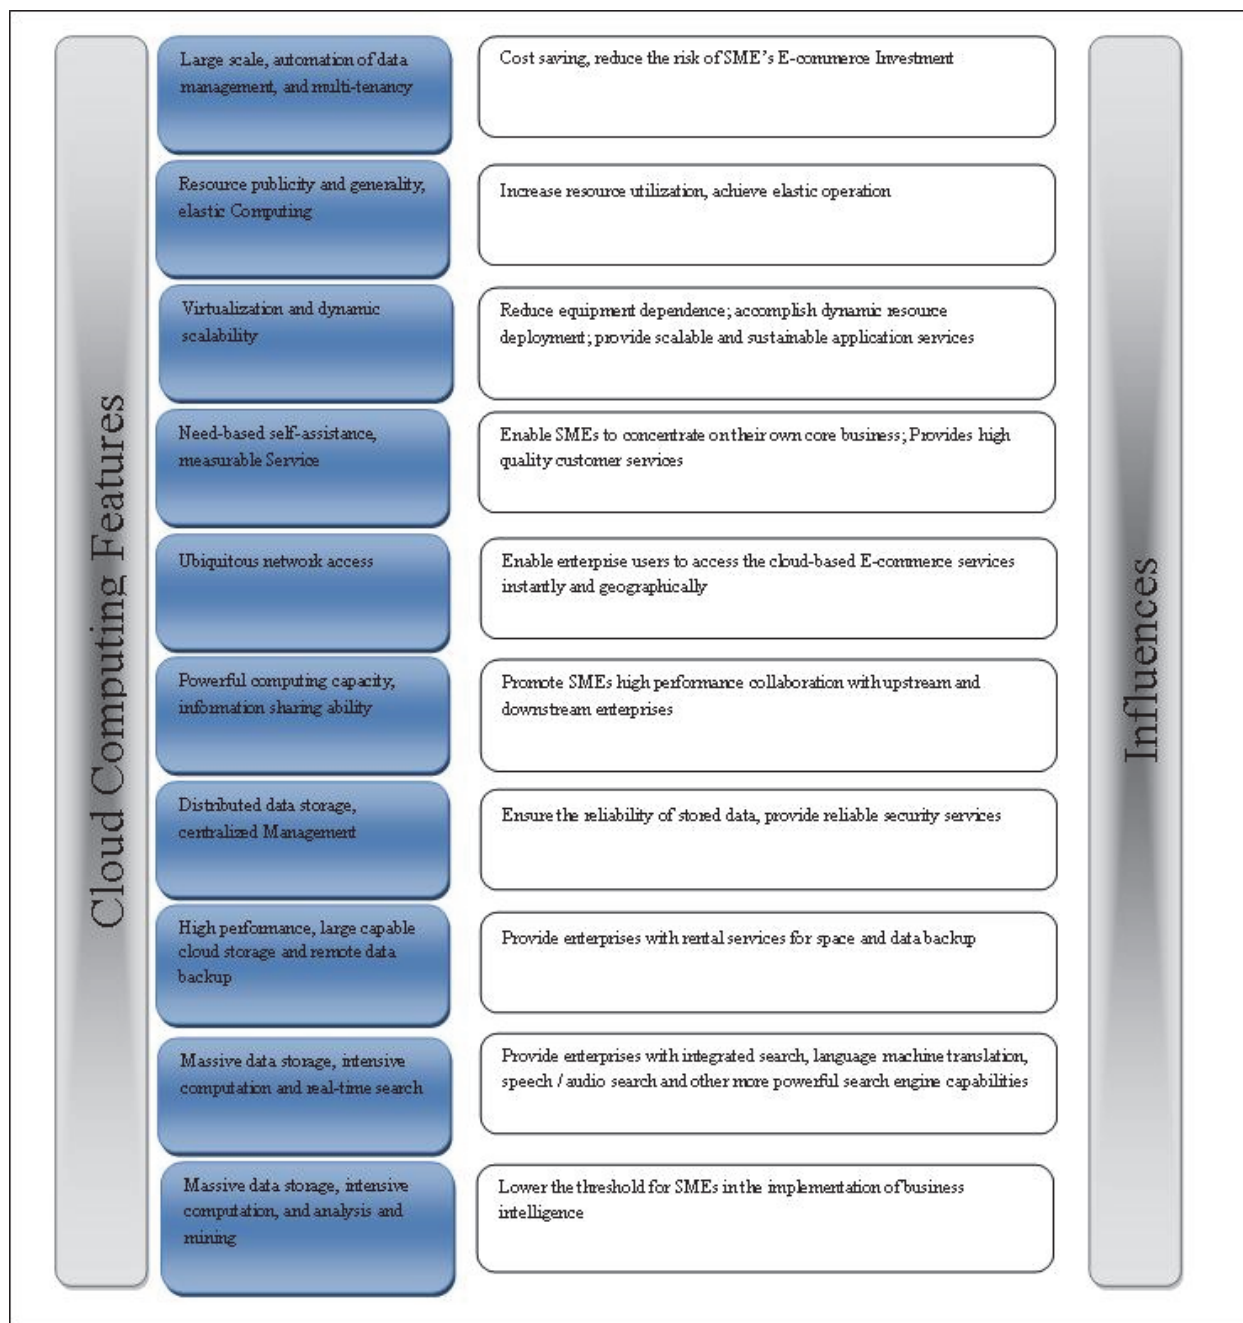 Cloud Computing Features
Large scale, automation of data
management, and multi-tenancy
Cost saving, reduce the risk of SME's E-commerce Investment
Resource publicity and generality,
elastic Computing
Increase resource utilization, achieve elastic operation
Virtualization and dynamic
scalability
Reduce equipment dependence; accomplish dynamic resource
deployment; provide scalable and sustainable application services
Need-based self-assistance,
measurable Service
Enable SMEs to concentrate on their own core business; Provides high
quality customer services
Ubiquitous network access
Enable enterprise users to access the cloud-based E-commerce services
instantly and geographically
Powerful computing capacity,
information sharing ability
Promote SMEs high performance collaboration with upstream and
downstream enterprises
Distributed data storage,
centralized Management
Ensure the reliability of stored data, provide reliable security services
High performance, large capable
cloud storage and remote data
backup
Provide enterprises with rental services for space and data backup
Massive data storage, intensive
computation and real-time search
Provide enterprises with integrated search, language machine translation,
speech / audio search and other more powerful search engine capabilities
Massive data storage, intensive
computation, and analysis and
mining
Lower the threshold for SMEs in the implementation of business
intelligence
Influences